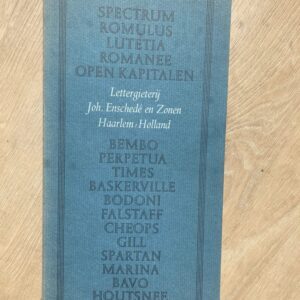 SPECTRUM
ROMULUS
LUTETIA
ROMANEE
OPEN KAPITALEN
Lettergieterij
Joh. Enschedé en Zonen
Haarlem-Holland
BEMBO
PERPETUA
TIMES
BASKERVILLE
BODONI
FALSTAFF
CHEOPS
GILL
SPARTAN
MARINA
BAVO
HOUTSNEE